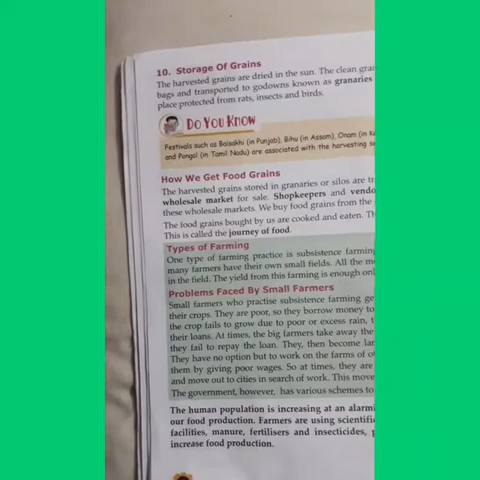 10. Storage Of Grains
The harvested grains are dried in the sun. The clean
bags and transported to godowns known as granaries
place protected from rats, insects and birds.
DO YOU KNOW
Festivals such as Baisakhi (in Punjab), Bihu (in Assam), Onam (in
and Pongal (in Tamil Nadu) are associated with the harvesting
How We Get Food Grains
The harvested grains stored in granaries or silos are
wholesale market for sale. Shopkeepers and
these wholesale markets. We buy food grains from the
The food grains bought by us are cooked and eaten.
This is called the journey of food.
Types of Farming
One type of farming practice is subsistence farming
many farmers have their own small fields. All the
in the field. The yield from this farming is enough
Problems Faced By Small Farmers
Small farmers who practise subsistence farming
their crops. They are poor, so they borrow money to
the crop fails to grow due to poor or excess rain,
their loans. At times, the big farmers take away the
they fail to repay the loan. They, then become
They have no option but to work on the farms of
them by giving poor wages. So at times, they are
and move out to cities in search of work. This
The government, however, has various schemes to
The human population is increasing at an
our food production. Farmers are using
facilities, manure, fertilisers and insecticides,
increase food production.